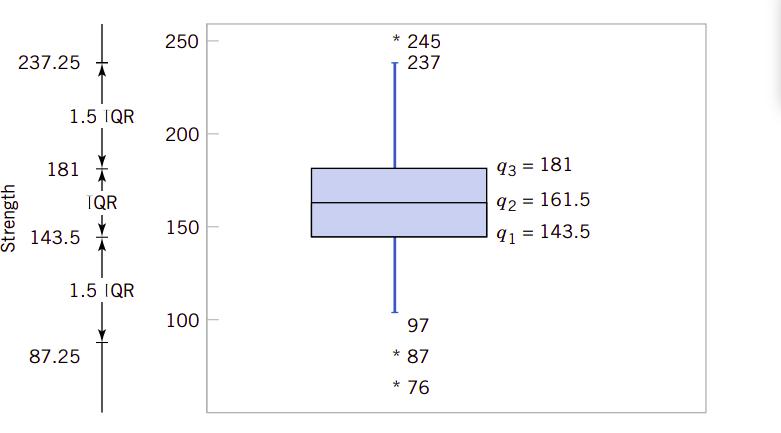 Strength
237.25
1.5 IQR
181
IQR
143.5
1.5 IQR
87.25
250
200
150
100
* 245
237
q3 = 181
q2 = 161.5
q1 = 143.5
97
* 87
* 76